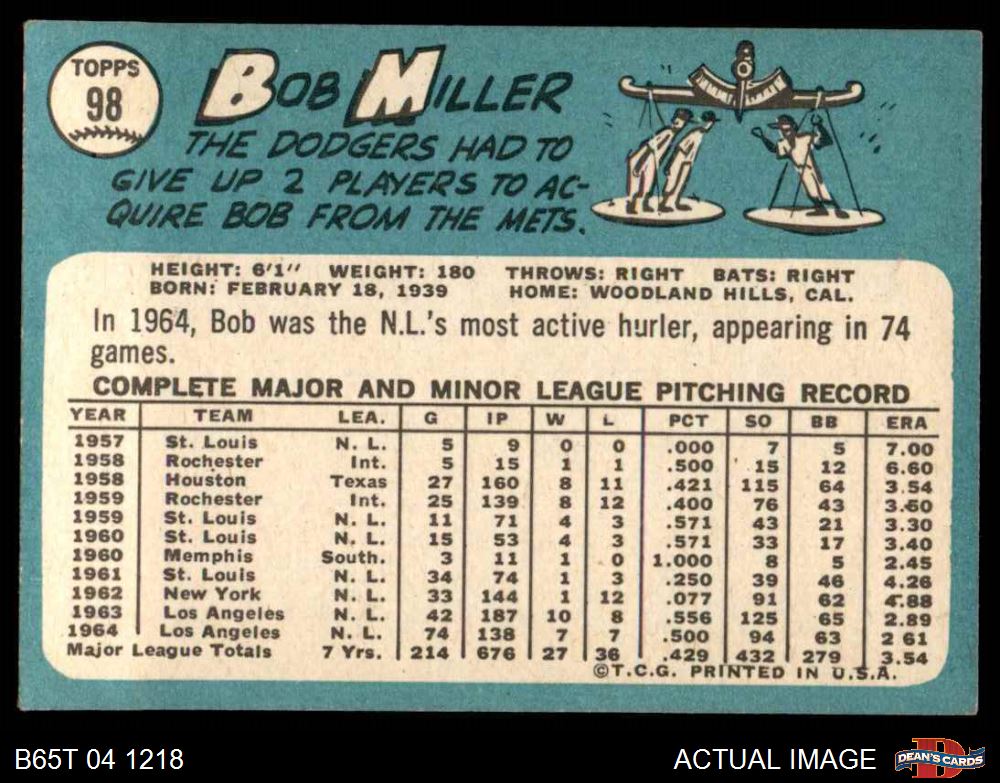 TOPPS
98
BOB MILLER
THE DODGERS HAD TO
GIVE UP 2 PLAYERS TO AC-
QUIRE BOB FROM THE METS.
HEIGHT: 6'1" WEIGHT: 180 THROWS: RIGHT BATS: RIGHT
BORN: FEBRUARY 18, 1939 HOME: WOODLAND HILLS, CAL.
In 1964, Bob was the N.L.'s most active hurler, appearing in 74
games.
COMPLETE MAJOR AND MINOR LEAGUE PITCHING RECORD
YEAR TEAM LEA. G IP W L PCT SO BB ERA
1957 St. Louis N. L. 5 9 0 0 .000 7 5 7.00
1958 Rochester Int. 5 15 1 1 .500 15 12 6.60
1958 Houston Texas 27 160 8 11 .421 115 64 3.54
1959 Rochester Int. 25 139 8 12 .400 76 43 3.60
1959 St. Louis N. L. 11 71 4 3 .571 43 21 3.30
1960 St. Louis N. L. 15 53 4 3 .571 33 17 3.40
1960 Memphis South. 3 11 1 0 1.000 8 5 2.45
1961 St. Louis N. L. 34 74 1 3 .250 39 46 4.26
1962 New York N. L. 33 144 1 12 .077 91 62 4.88
1963 Los Angeles N. L. 42 187 10 8 .556 125 65 2.89
1964 Los Angeles N. L. 74 138 7 7 .500 94 63 2 61
Major League Totals 7 Yrs. 214 676 27 36 .429 432 279 3.54
©T.C.G. PRINTED IN U.S.A.
B65T 04 1218 ACTUAL IMAGE
D
DEAN'S CARDS